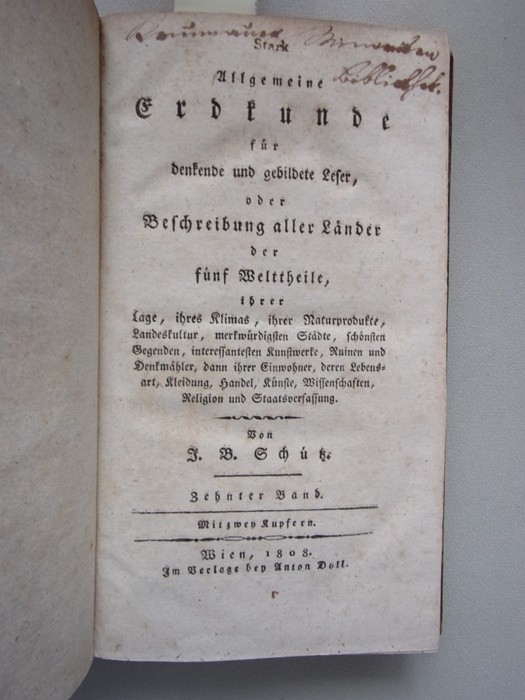 Stark
Allgemeine
Erdkunde
für
denkende und gebildete Leser,
oder
Beschreibung aller Länder
der
fünf Welttheile,
ihrer
Lage, ihres Klimas, ihrer Naturprodukte,
Landeskultur, merkwürdigsten Städte, schönsten
Gegenden, interessantesten Kunstwerke, Ruinen und
Denkmähler, dann ihrer Einwohner, deren Lebens-
art, Kleidung, Handel, Künste, Wissenschaften,
Religion und Staatsverfassung.
Von
J. B. Schütz.
Zehnter Band.
Mit zwey Kupfern.
Wien, 1808.
Im Verlage bey Anton Doll.